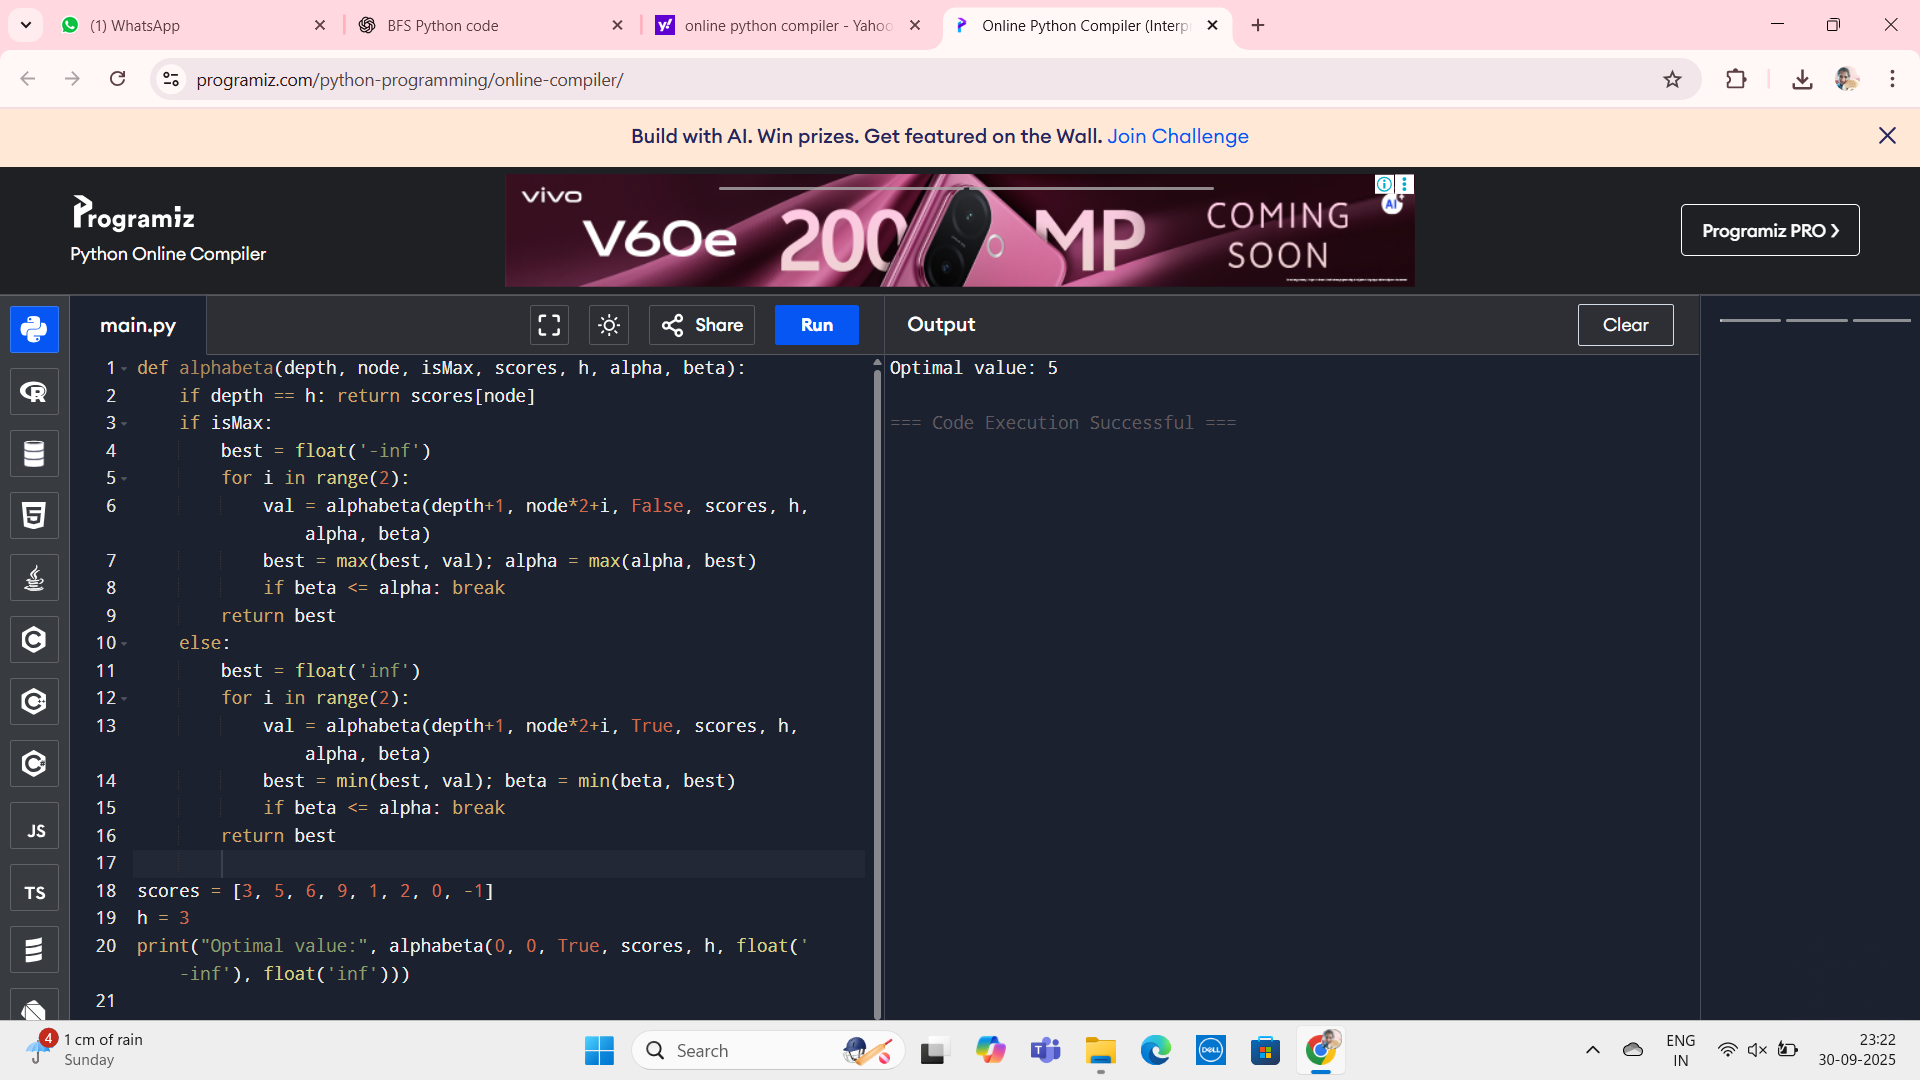 (1) WhatsApp
BFS Python code
online python compiler - Yahoo
Online Python Compiler (Interp
programiz.com/python-programming/online-compiler/
Build with AI. Win prizes. Get featured on the Wall. Join Challenge
Programiz
Python Online Compiler
vivo
V60e 200 MP
COMING
SOON
AI
Programiz PRO ❯
main.py
Share
Run
Output
Clear
1 def alphabeta(depth, node, isMax, scores, h, alpha, beta):
2     if depth == h: return scores[node]
3     if isMax:
4         best = float('-inf')
5         for i in range(2):
6             val = alphabeta(depth+1, node*2+i, False, scores, h,
                alpha, beta)
7             best = max(best, val); alpha = max(alpha, best)
8             if beta <= alpha: break
9         return best
10     else:
11         best = float('inf')
12         for i in range(2):
13             val = alphabeta(depth+1, node*2+i, True, scores, h,
                alpha, beta)
14             best = min(best, val); beta = min(beta, best)
15             if beta <= alpha: break
16         return best
17
18 scores = [3, 5, 6, 9, 1, 2, 0, -1]
19 h = 3
20 print("Optimal value:", alphabeta(0, 0, True, scores, h, float('
    -inf'), float('inf')))
21
Optimal value: 5
=== Code Execution Successful ===
R
5
C
C
C
JS
TS
4
1 cm of rain
Sunday
Search
DELL
ENG
IN
23:22
30-09-2025